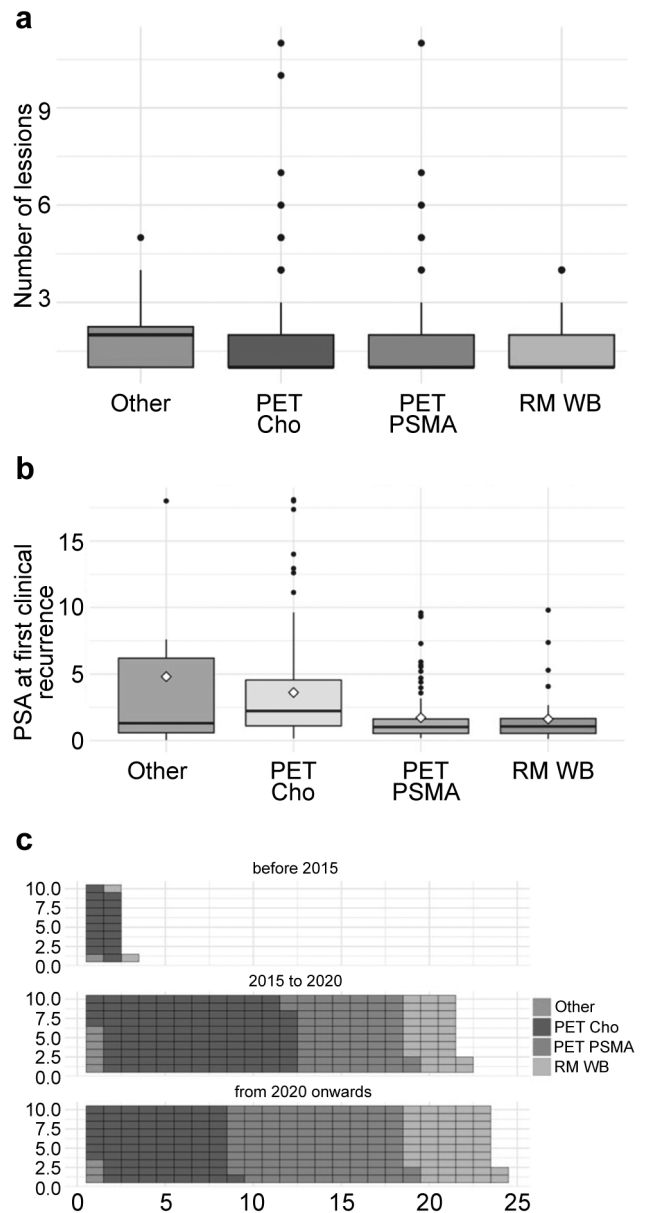 a
Number of lessions
9
6
3
Other
PET
Cho
PET
PSMA
RM WB
b
PSA at first clinical
recurrence
15
10
5
0
Other
PET
Cho
PET
PSMA
RM WB
c
before 2015
10.0
7.5
5.0
2.5
0.0
2015 to 2020
10.0
7.5
5.0
2.5
0.0
Other
PET Cho
PET PSMA
RM WB
from 2020 onwards
10.0
7.5
5.0
2.5
0.0
0 5 10 15 20 25